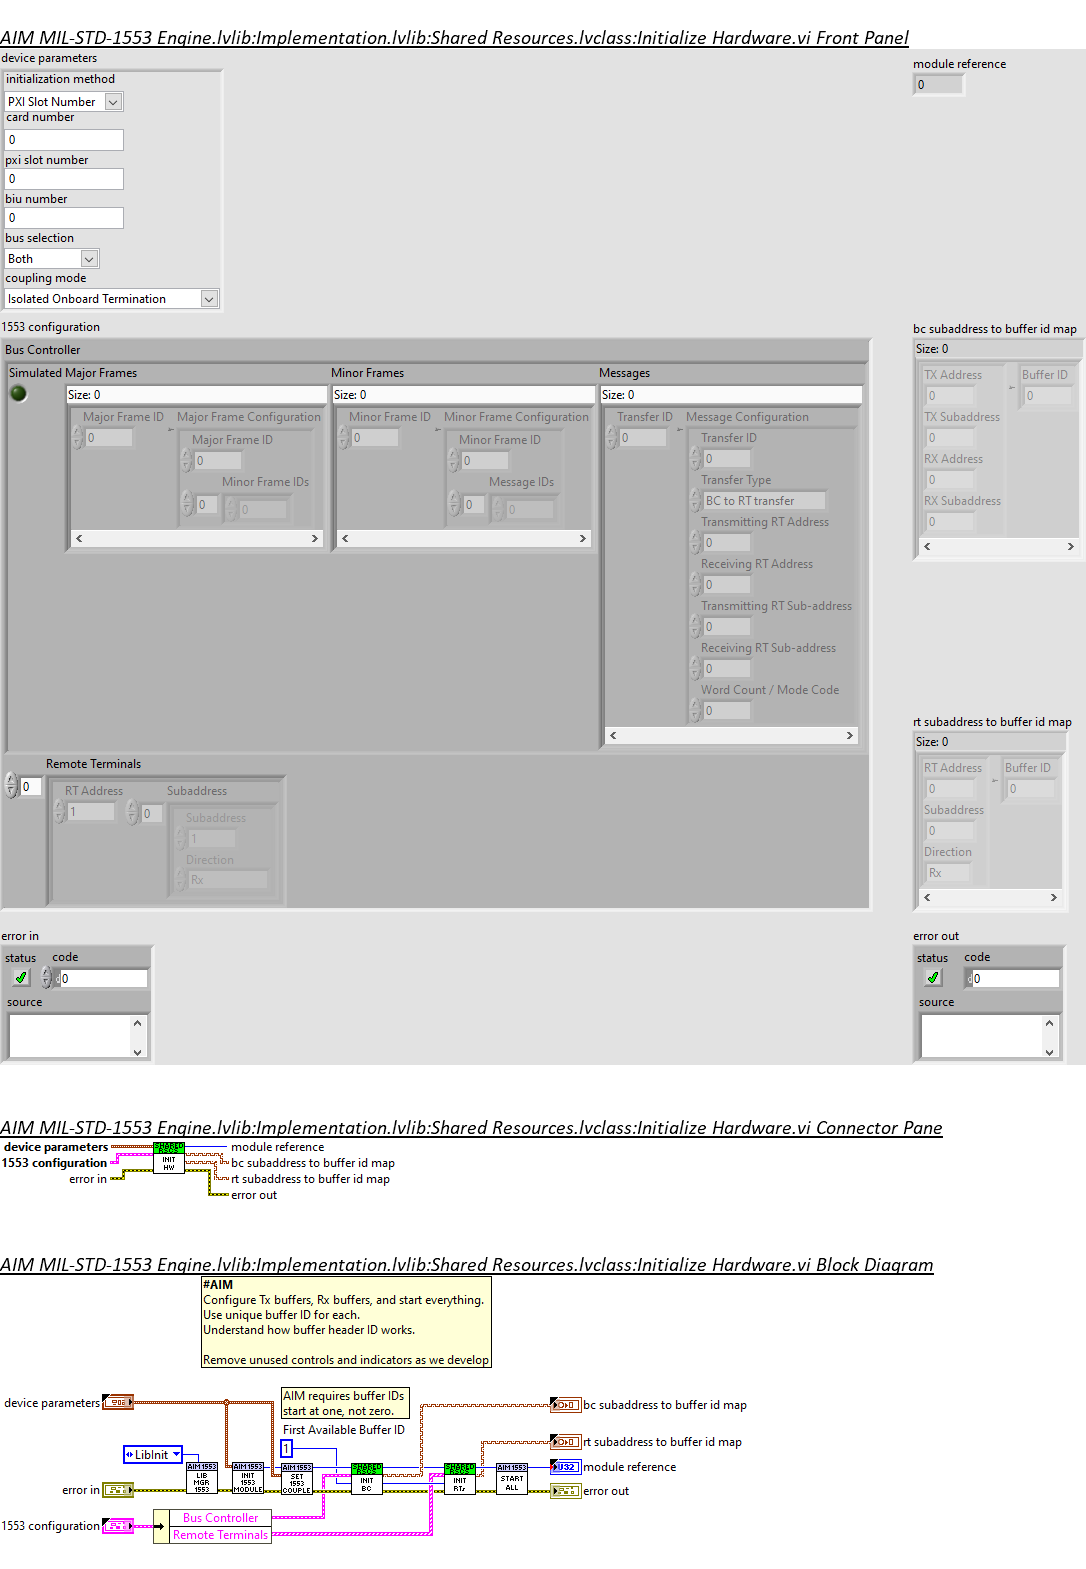 AIM MIL-STD-1553 Engine.lvlib:Implementation.lvlib:Shared Resources.lvclass:Initialize Hardware.vi Front Panel
device parameters
initialization method
PXI Slot Number
card number
0
pxi slot number
0
biu number
0
bus selection
Both
coupling mode
Isolated Onboard Termination
module reference
0
1553 configuration
Bus Controller
Simulated
Major Frames
Size: 0
Major Frame ID
0
Major Frame Configuration
Major Frame ID
0
Minor Frame IDs
0
0
Minor Frames
Size: 0
Minor Frame ID
0
Minor Frame Configuration
Minor Frame ID
0
Message IDs
0
0
Messages
Size: 0
Transfer ID
0
Message Configuration
Transfer ID
0
Transfer Type
BC to RT transfer
Transmitting RT Address
0
Receiving RT Address
0
Transmitting RT Sub-address
0
Receiving RT Sub-address
0
Word Count / Mode Code
0
Remote Terminals
0
RT Address
1
0
Subaddress
Subaddress
1
Direction
Rx
bc subaddress to buffer id map
Size: 0
TX Address
0
TX Subaddress
0
RX Address
0
RX Subaddress
0
Buffer ID
0
rt subaddress to buffer id map
Size: 0
RT Address
0
Subaddress
0
Direction
Rx
Buffer ID
0
error in
status
code
0
source
error out
status
code
0
source
AIM MIL-STD-1553 Engine.lvlib:Implementation.lvlib:Shared Resources.lvclass:Initialize Hardware.vi Connector Pane
device parameters
1553 configuration
error in
SHARED
RSCS
INIT
HW
module reference
bc subaddress to buffer id map
rt subaddress to buffer id map
error out
AIM MIL-STD-1553 Engine.lvlib:Implementation.lvlib:Shared Resources.lvclass:Initialize Hardware.vi Block Diagram
#AIM
Configure Tx buffers, Rx buffers, and start everything.
Use unique buffer ID for each.
Understand how buffer header ID works.
Remove unused controls and indicators as we develop
device parameters
AIM requires buffer IDs
start at one, not zero.
First Available Buffer ID
1
LibInit
AIM1553
LIB
MGR
1553
AIM1553
INIT
1553
MODULE
AIM1553
SET
1553
COUPLE
SHARED
RSCS
INIT
BC
SHARED
RSCS
INIT
RTs
AIM1553
START
ALL
bc subaddress to buffer id map
rt subaddress to buffer id map
U32
module reference
error in
error out
1553 configuration
Bus Controller
Remote Terminals